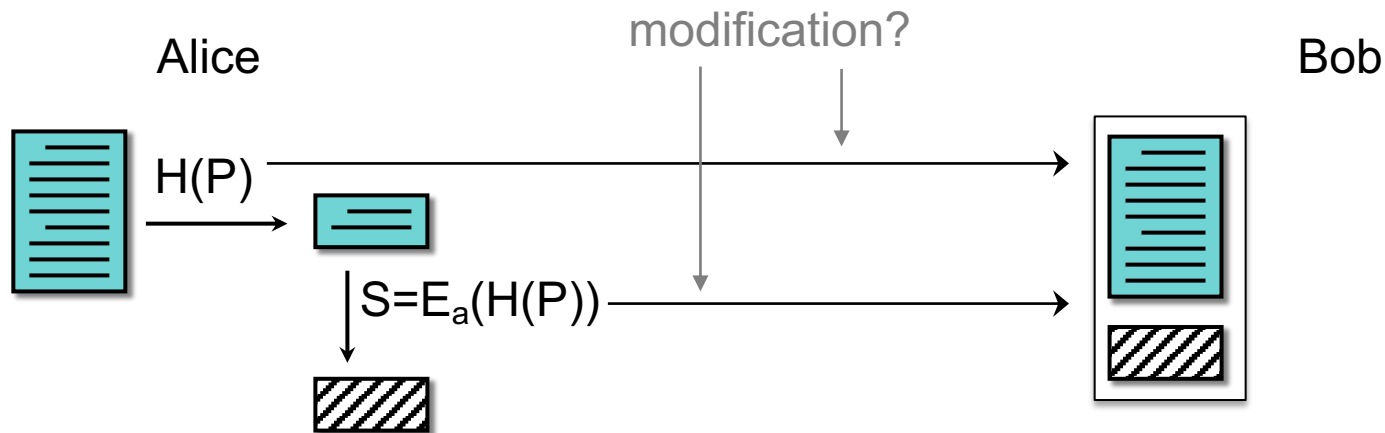 modification?
Alice
Bob
H(P)
S=Eₐ(H(P))